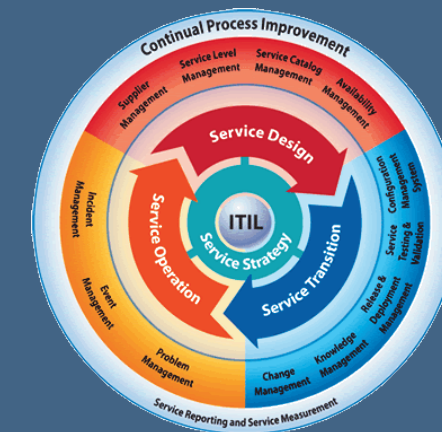 Continual Process Improvement
Supplier
Management
Service Level
Management
Service Catalog
Management
Availability
Management
Service Design
Configuration
Management
System
Service
Testing &
Validation
Release &
Deployment
Management
Knowledge
Management
Change
Management
Service Transition
ITIL
Service Strategy
Service Operation
Incident
Management
Event
Management
Problem
Management
Service Reporting and Service Measurement